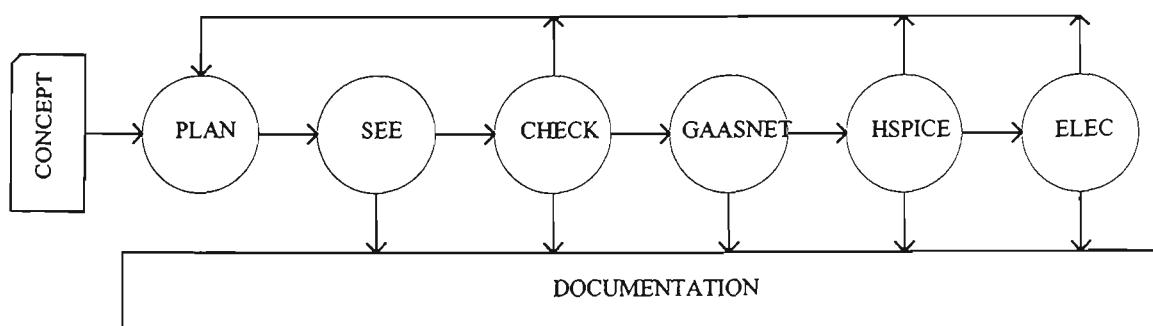 CONCEPT
PLAN
SEE
CHECK
GAASNET
HSPICE
ELEC
DOCUMENTATION